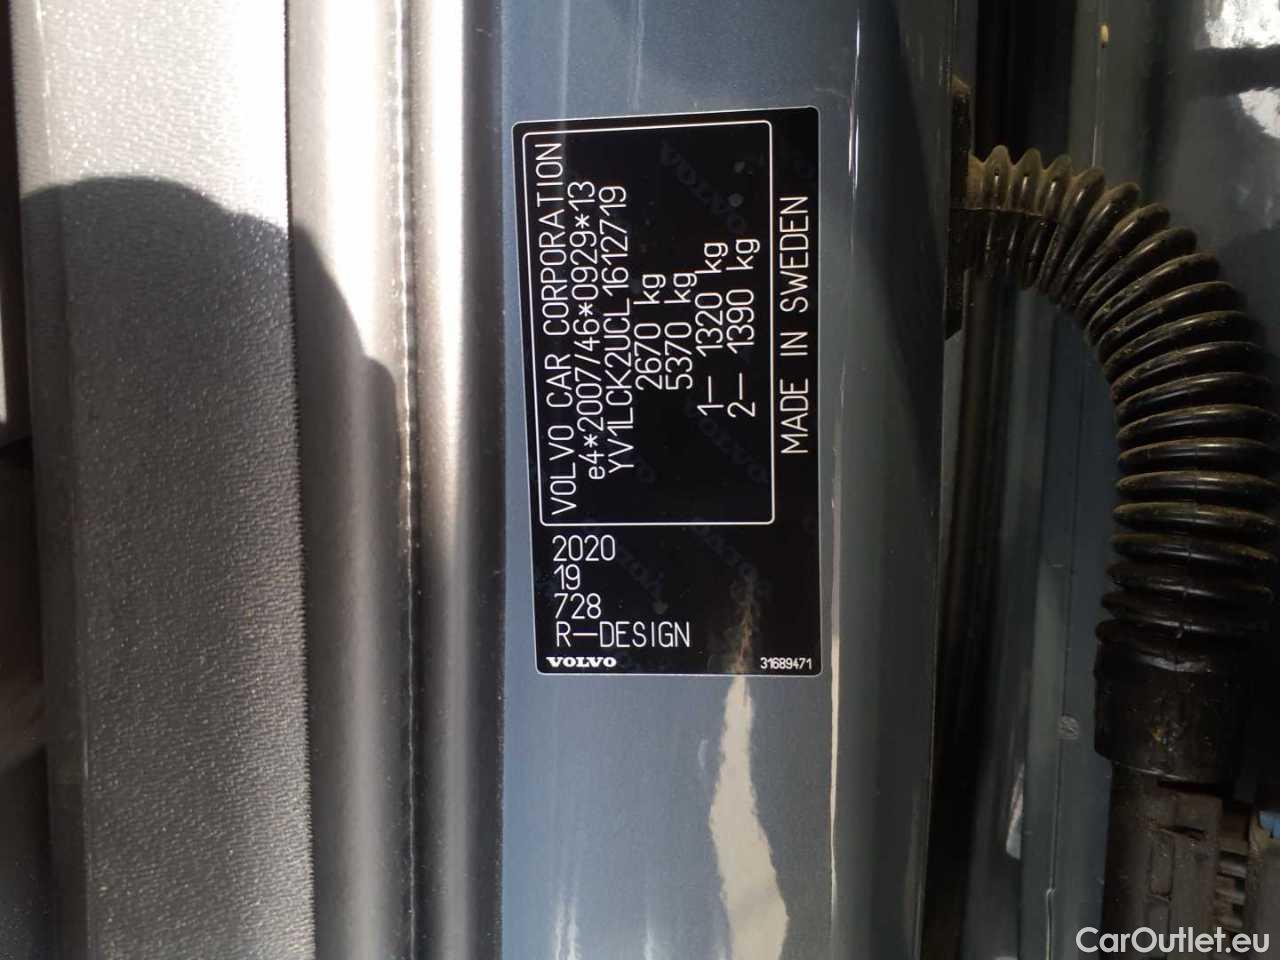 VOLVO CAR CORPORATION
e4*2007/46*0929*13
YV1LCK2UCL1612719
2670 kg
5370 kg
1— 1320 kg
2— 1390 kg
MADE IN SWEDEN
2020
19
728
R—DESIGN
VOLVO
31689471
CarOutlet.eu